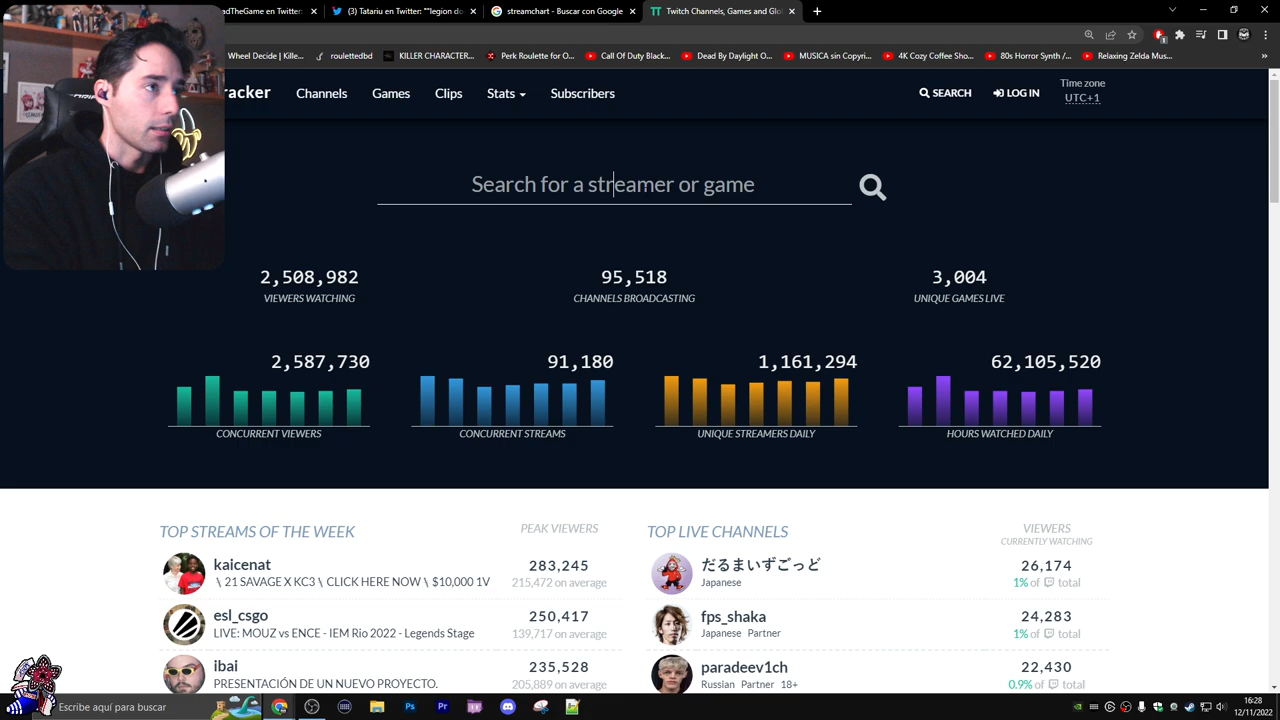 adTheGame en Twitter:
(3) Tatariu en Twitter: "“legion do
streamchart - Buscar con Google
Twitch Channels, Games and Glo
Wheel Decide | Kille...
roulettedbd
KILLER CHARACTER...
Perk Roulette for O...
Call Of Duty Black...
Dead By Daylight O...
MUSICA sin Copyri...
4K Cozy Coffee Sho...
80s Horror Synth /...
Relaxing Zelda Mus...
racker
Channels
Games
Clips
Stats
Subscribers
SEARCH
LOG IN
Time zone
UTC+1
Search for a streamer or game
2,508,982
VIEWERS WATCHING
95,518
CHANNELS BROADCASTING
3,004
UNIQUE GAMES LIVE
2,587,730
CONCURRENT VIEWERS
91,180
CONCURRENT STREAMS
1,161,294
UNIQUE STREAMERS DAILY
62,105,520
HOURS WATCHED DAILY
TOP STREAMS OF THE WEEK
PEAK VIEWERS
kaicenat
\ 21 SAVAGE X KC3 \ CLICK HERE NOW \ $10,000 1V
283,245
215,472 on average
esl_csgo
LIVE: MOUZ vs ENCE - IEM Rio 2022 - Legends Stage
250,417
139,717 on average
ibai
PRESENTACIÓN DE UN NUEVO PROYECTO.
235,528
205,889 on average
TOP LIVE CHANNELS
VIEWERS
CURRENTLY WATCHING
だるまいずごっど
Japanese
26,174
1% of total
fps_shaka
Japanese Partner
24,283
1% of total
paradeev1ch
Russian Partner 18+
22,430
0.9% of total
Escribe aquí para buscar
16:28
12/11/2022